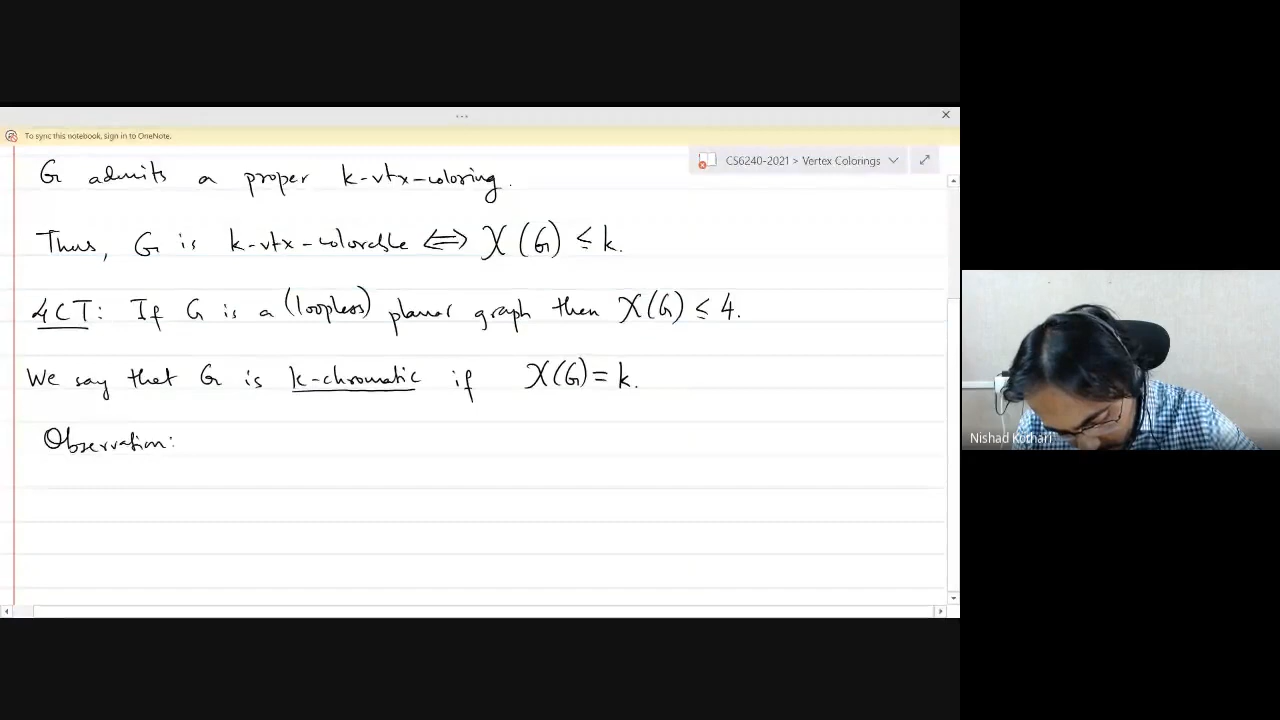 To sync this notebook, sign in to OneNote.
CS6240-2021 > Vertex Colorings
G admits a proper k-vtx-coloring.
Thus, G is k-vtx-colorable ⟺ χ(G) ≤ k.
4CT: If G is a (loopless) planar graph then χ(G) ≤ 4.
We say that G is k-chromatic if χ(G) = k.
Observation:
Nishad Kothari